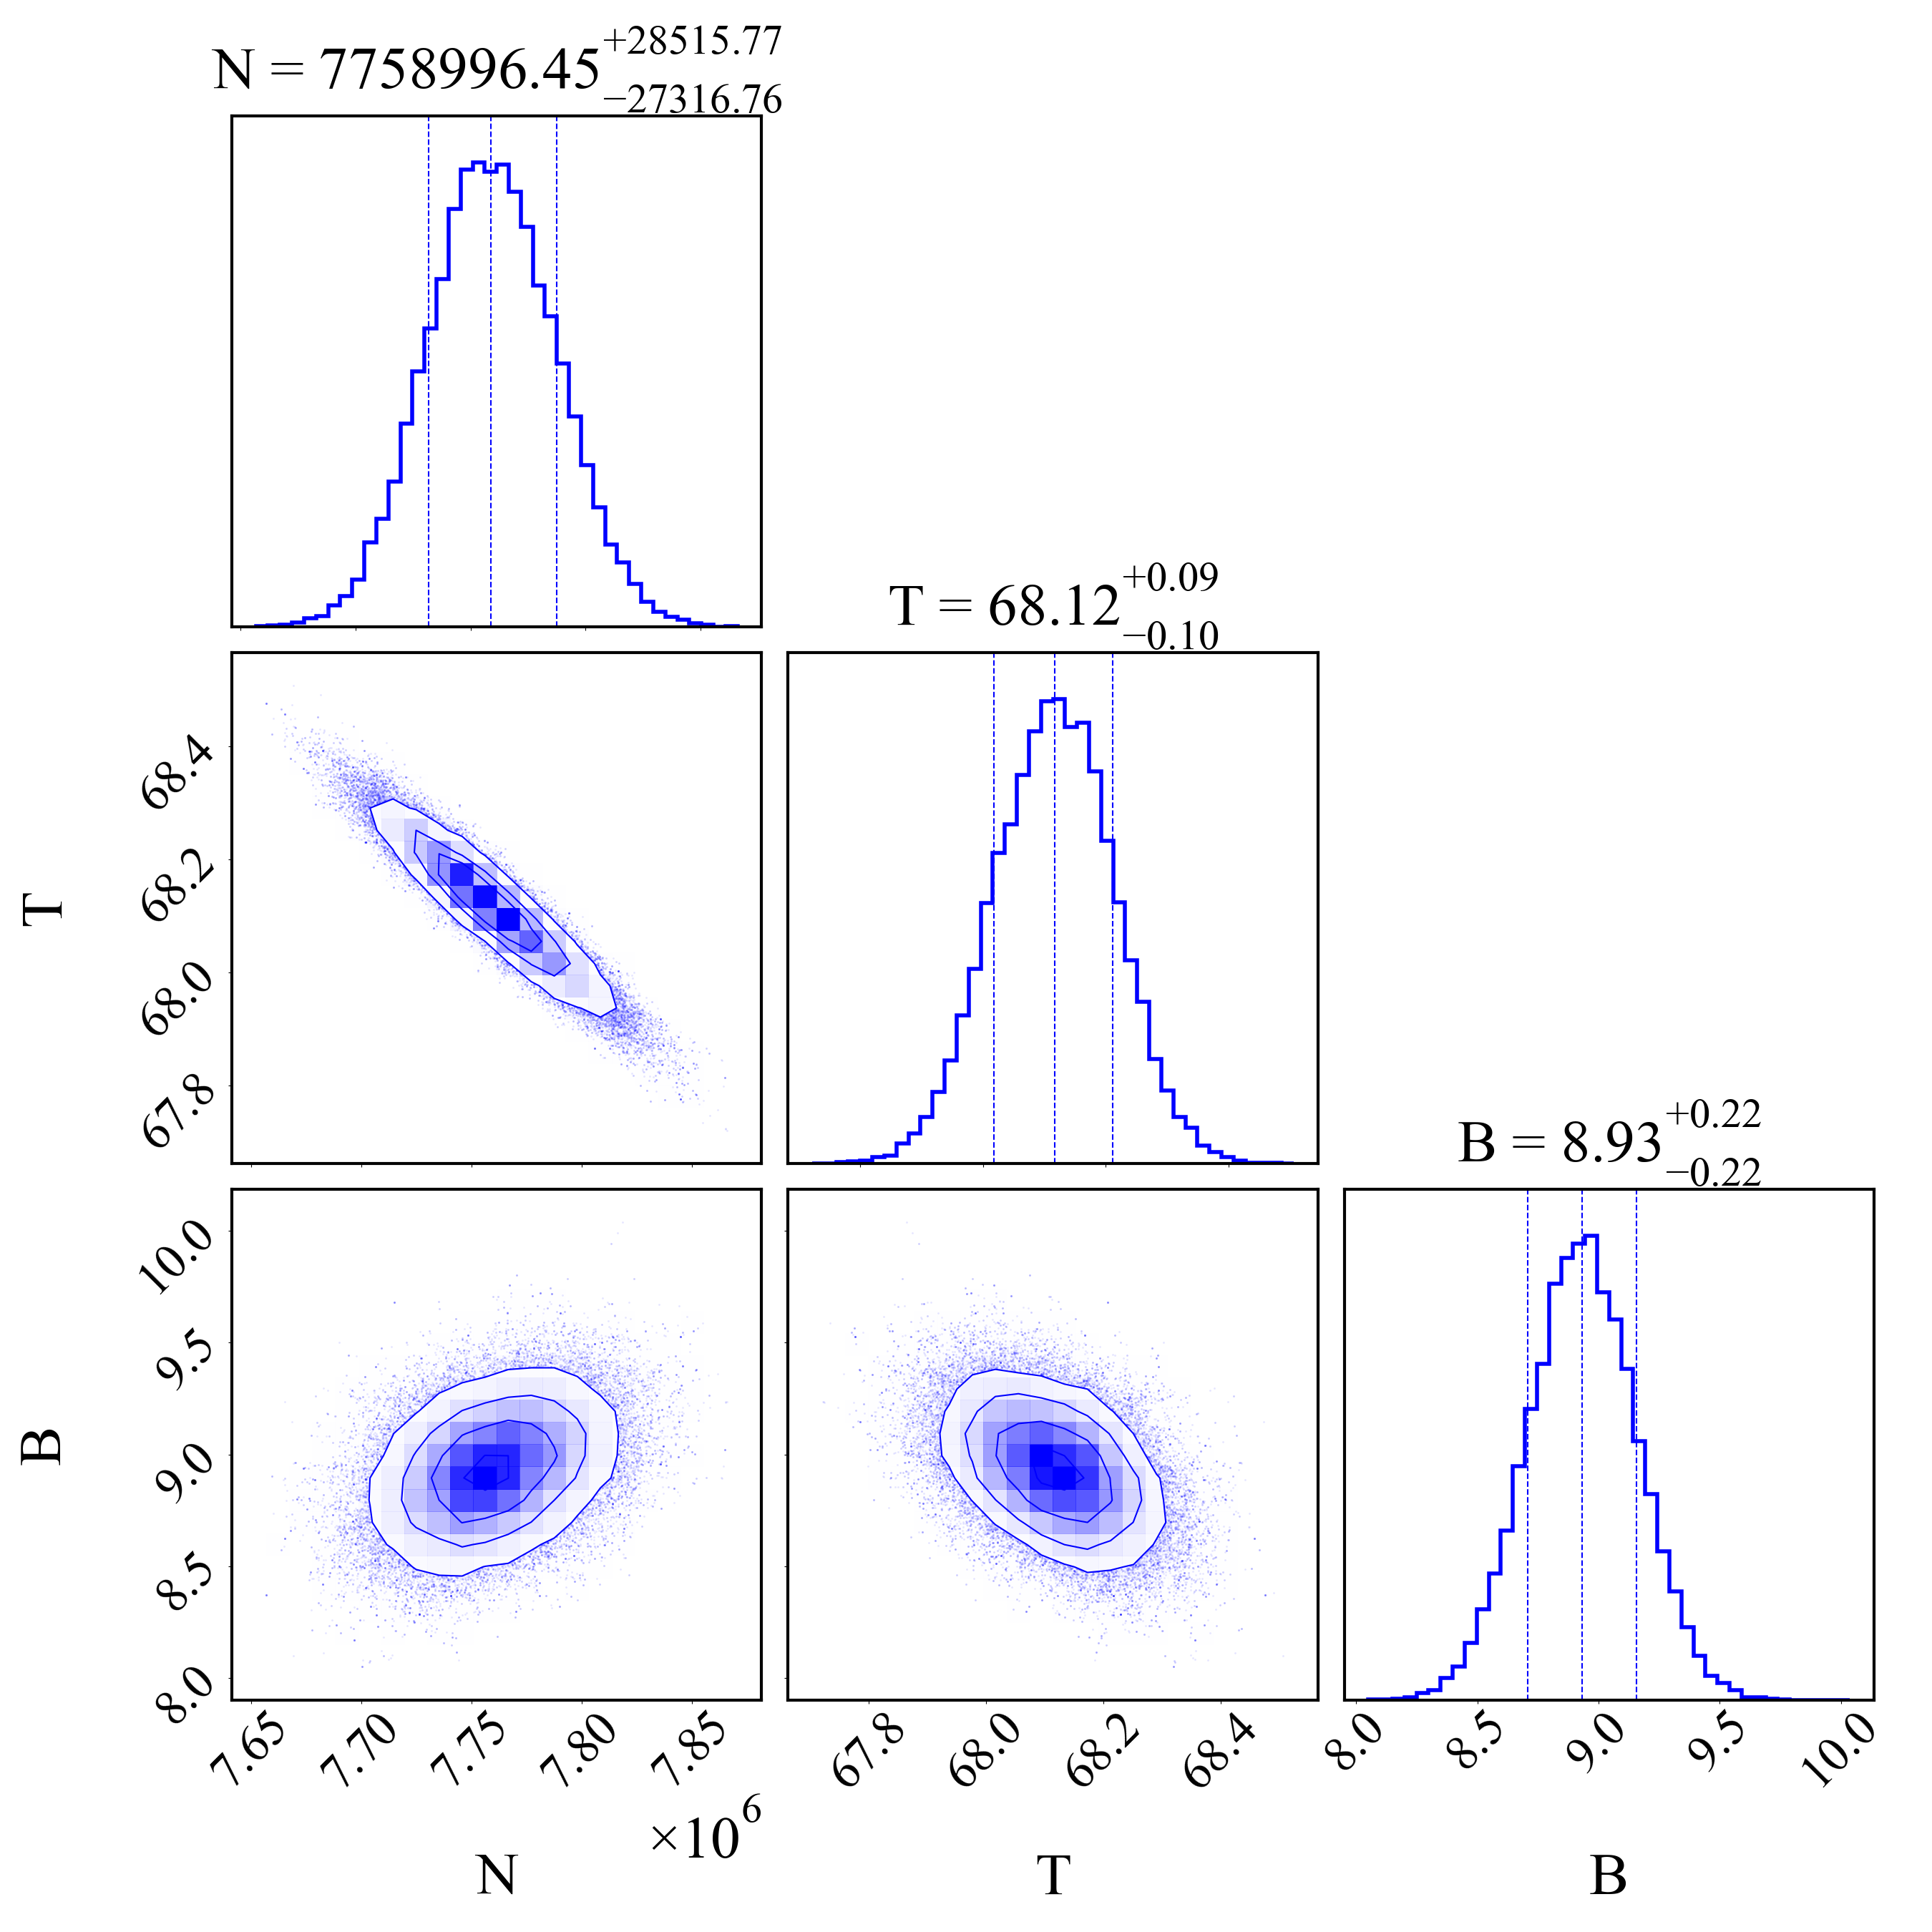 N = 7758996.45 +28515.77 −27316.76
T = 68.12 +0.09 −0.10
T
68.4
68.2
68.0
67.8
B = 8.93 +0.22 −0.22
B
10.0
9.5
9.0
8.5
8.0
7.65 7.70 7.75 7.80 7.85
67.8 68.0 68.2 68.4
8.0 8.5 9.0 9.5 10.0
×10^6
N T B